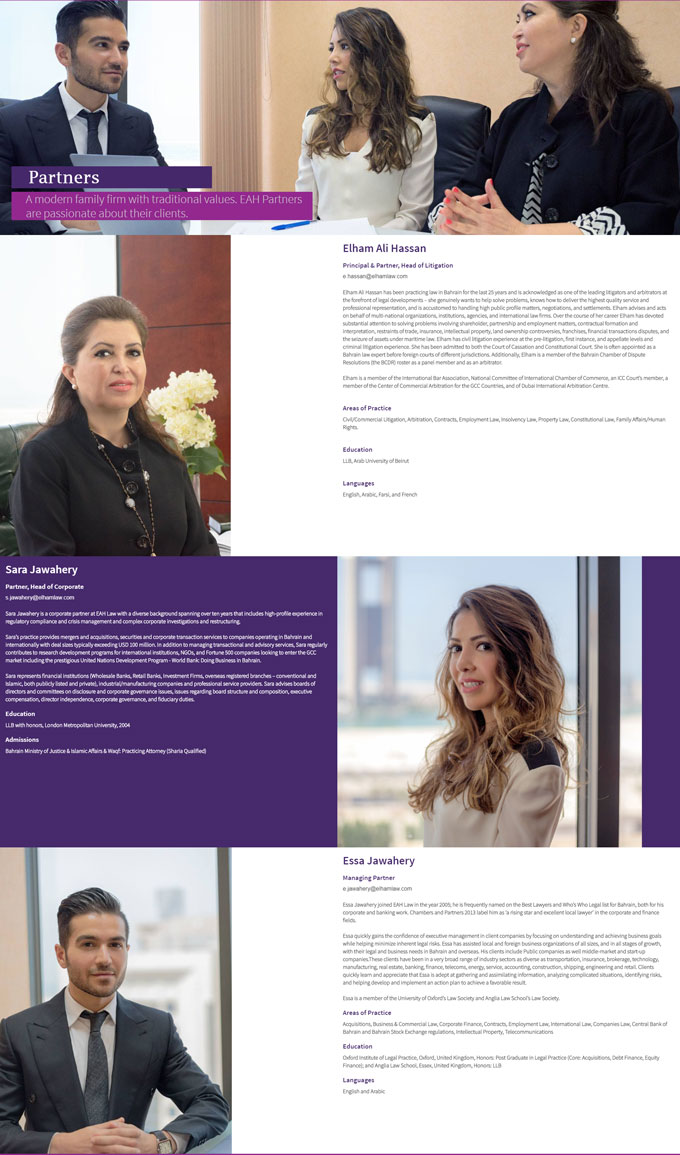 Partners
A modern family firm with traditional values. EAH Partners
are passionate about their clients.
Elham Ali Hassan
Principal & Partner, Head of Litigation
e.hassan@elhamlaw.com
Elham Ali Hassan has been practicing law in Bahrain for the last 25 years and is acknowledged as one of the leading litigators and arbitrators at
the forefront of legal developments – she genuinely wants to help solve problems, knows how to deliver the highest quality service and
professional representation, and is accustomed to handling high public profile matters, negotiations, and settlements. Elham advises and acts
on behalf of multi-national organizations, institutions, agencies, and international law firms. Over the course of her career Elham has devoted
substantial attention to solving problems involving shareholder, partnership and employment matters, contractual formation and
interpretation, restraints of trade, insurance, intellectual property, land ownership controversies, franchises, financial transactions disputes, and
the seizure of assets under maritime law. Elham has civil litigation experience at the pre-litigation, first instance, and appellate levels and
criminal litigation experience. She has been admitted to both the Court of Cassation and Constitutional Court. She is often appointed as a
Bahrain law expert before foreign courts of different jurisdictions. Additionally, Elham is a member of the Bahrain Chamber of Dispute
Resolutions (the BCDR) roster as a panel member and as an arbitrator.
Elham is a member of the International Bar Association, National Committee of International Chamber of Commerce, an ICC Court's member, a
member of the Center of Commercial Arbitration for the GCC Countries, and of Dubai International Arbitration Centre.
Areas of Practice
Civil/Commercial Litigation, Arbitration, Contracts, Employment Law, Insolvency Law, Property Law, Constitutional Law, Family Affairs/Human
Rights.
Education
LLB, Arab University of Beirut
Languages
English, Arabic, Farsi, and French
Sara Jawahery
Partner, Head of Corporate
s.jawahery@elhamlaw.com
Sara Jawahery is a corporate partner at EAH Law with a diverse background spanning over ten years that includes high-profile experience in
regulatory compliance and crisis management and complex corporate investigations and restructuring.
Sara's practice provides mergers and acquisitions, securities and corporate transaction services to companies operating in Bahrain and
internationally with deal sizes typically exceeding USD 100 million. In addition to managing transactional and advisory services, Sara regularly
contributes to research development programs for international institutions, NGOs, and Fortune 500 companies looking to enter the GCC
market including the prestigious United Nations Development Program - World Bank: Doing Business in Bahrain.
Sara represents financial institutions (Wholesale Banks, Retail Banks, Investment Firms, overseas registered branches – conventional and
Islamic, both publicly listed and private), industrial/manufacturing companies and professional service providers. Sara advises boards of
directors and committees on disclosure and corporate governance issues, issues regarding board structure and composition, executive
compensation, director independence, corporate governance, and fiduciary duties.
Education
LLB with honors, London Metropolitan University, 2004
Admissions
Bahrain Ministry of Justice & Islamic Affairs & Waqf: Practicing Attorney (Sharia Qualified)
Essa Jawahery
Managing Partner
e.jawahery@elhamlaw.com
Essa Jawahery joined EAH Law in the year 2005, he is frequently named on the Best Lawyers and Who's Who Legal list for Bahrain, both for his
corporate and banking work. Chambers and Partners 2013 label him as 'a rising star and excellent local lawyer' in the corporate and finance
fields.
Essa quickly gains the confidence of executive management in client companies by focusing on understanding and achieving business goals
while helping minimize inherent legal risks. Essa has assisted local and foreign business organizations of all sizes, and in all stages of growth,
with their legal and business needs in Bahrain and overseas. His clients include Public companies as well middle-market and start-up
companies.These clients have been in a very broad range of industry sectors as diverse as transportation, insurance, brokerage, technology,
manufacturing, real estate, banking, finance, telecoms, energy, service, accounting, construction, shipping, engineering and retail. Clients
quickly learn and appreciate that Essa is adept at gathering and assimilating information, analyzing complicated situations, identifying risks,
and helping develop and implement an action plan to achieve a favorable result.
Essa is a member of the University of Oxford's Law Society and Anglia Law School's Law Society.
Areas of Practice
Acquisitions, Business & Commercial Law, Corporate Finance, Contracts, Employment Law, International Law, Companies Law, Central Bank of
Bahrain and Bahrain Stock Exchange regulations, Intellectual Property, Telecommunications
Education
Oxford Institute of Legal Practice, Oxford, United Kingdom, Honors: Post Graduate in Legal Practice (Core: Acquisitions, Debt Finance, Equity
Finance); and Anglia Law School, Essex, United Kingdom, Honors: LLB
Languages
English and Arabic